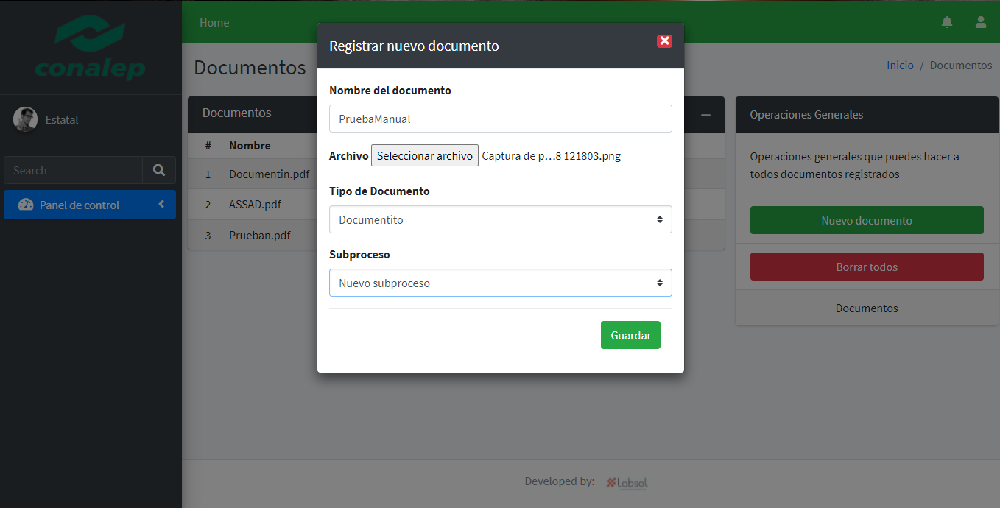 conalep
Estatal
Search
Panel de control
Home
Documentos
Inicio / Documentos
Documentos
# Nombre
1 Documentin.pdf
2 ASSAD.pdf
3 Prueban.pdf
Registrar nuevo documento
Nombre del documento
PruebaManual
Archivo Seleccionar archivo Captura de p...8 121803.png
Tipo de Documento
Documentito
Subproceso
Nuevo subproceso
Guardar
Operaciones Generales
Operaciones generales que puedes hacer a
todos documentos registrados
Nuevo documento
Borrar todos
Documentos
Developed by: Labsol